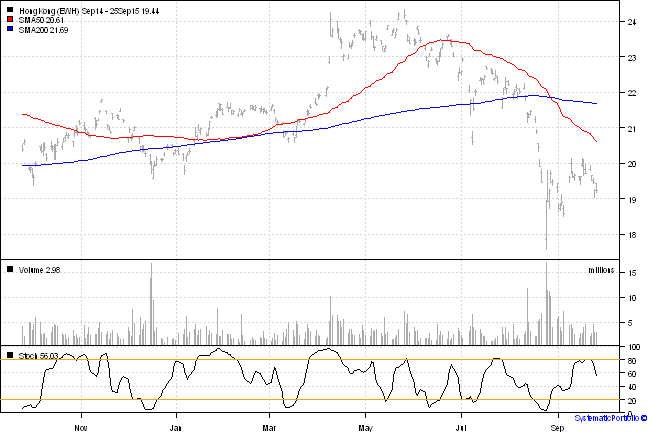 Hong Kong (EWH) Sep14 - 25Sep15 19.44
SMA50 20.61
SMA200 21.69
24
23
22
21
20
19
18
Volume 2.98
millions
15
10
5
Stoch 56.03
100
80
60
40
20
0
Nov
Jan
Mar
May
Jul
Sep
SystematicPortfolio ©